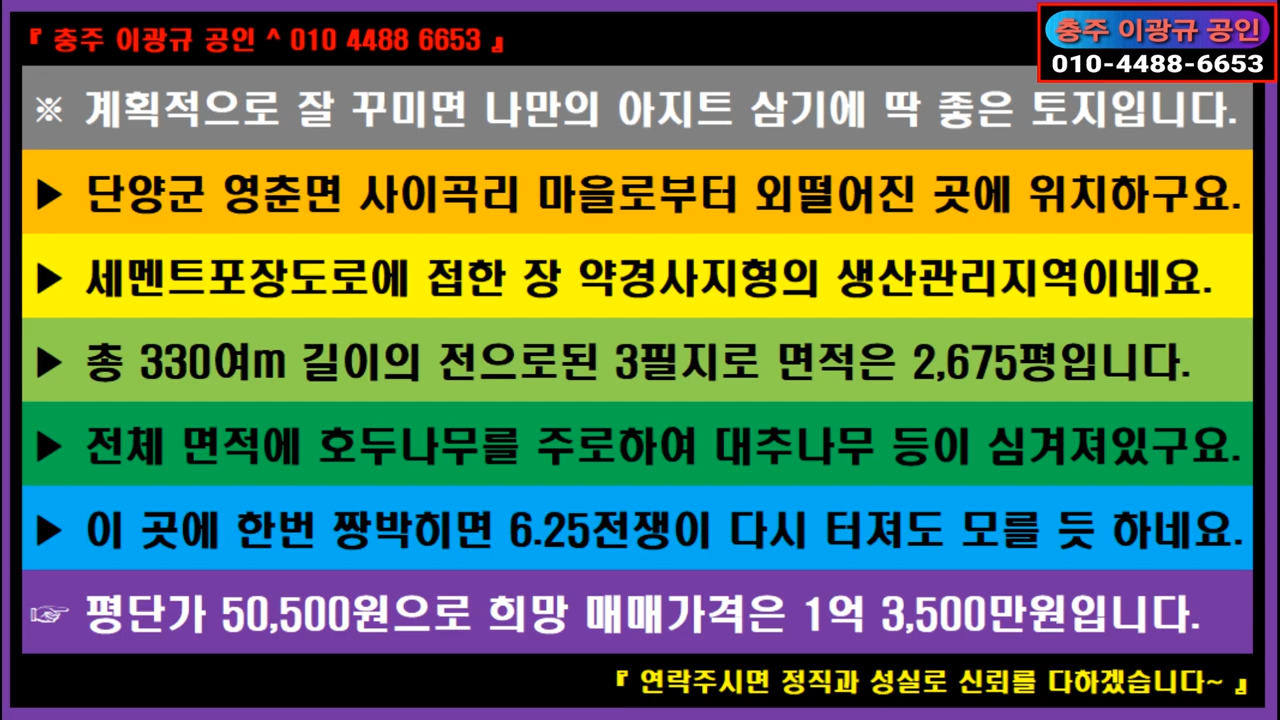 『 충주 이광규 공인 ^ 010 4488 6653 』
충주 이광규 공인
010-4488-6653
※ 계획적으로 잘 꾸미면 나만의 아지트 삼기에 딱 좋은 토지입니다.
▶ 단양군 영춘면 사이곡리 마을로부터 외떨어진 곳에 위치하구요.
▶ 세멘트포장도로에 접한 장 약경사지형의 생산관리지역이네요.
▶ 총 330여m 길이의 전으로된 3필지로 면적은 2,675평입니다.
▶ 전체 면적에 호두나무를 주로하여 대추나무 등이 심겨져있구요.
▶ 이 곳에 한번 짱박히면 6.25전쟁이 다시 터져도 모를 듯 하네요.
☞ 평단가 50,500원으로 희망 매매가격은 1억 3,500만원입니다.
『 연락주시면 정직과 성실로 신뢰를 다하겠습니다~ 』